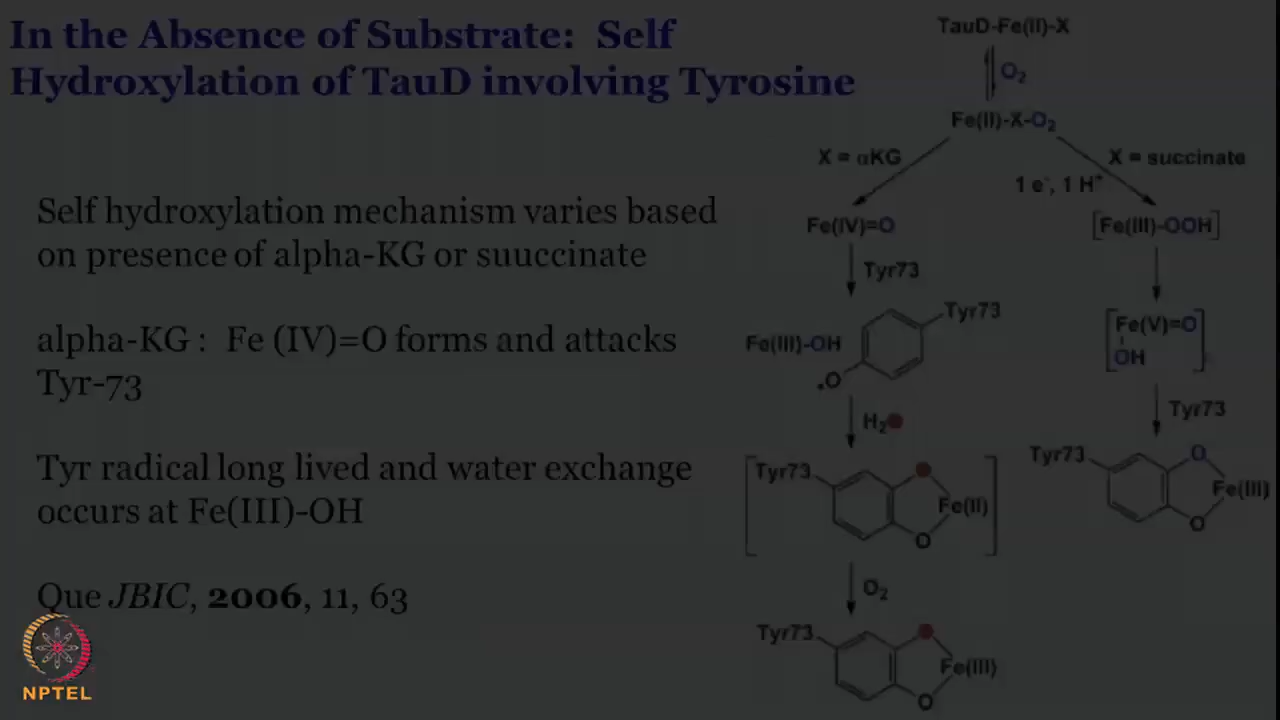 In the Absence of Substrate: Self
Hydroxylation of TauD involving Tyrosine
Self hydroxylation mechanism varies based
on presence of alpha-KG or suuccinate
alpha-KG : Fe (IV)=O forms and attacks
Tyr-73
Tyr radical long lived and water exchange
occurs at Fe(III)-OH
Que JBIC, 2006, 11, 63
NPTEL
TauD-Fe(II)-X
O₂
Fe(II)-X-O₂
X = αKG
X = succinate
1 e⁻, 1 H⁺
Fe(IV)=O
[Fe(III)-OOH]
Tyr73
Tyr73
Fe(III)-OH
•O
Fe(V)=O
OH
H₂●
Tyr73
Tyr73
Fe(II)
O
Tyr73
O
Fe(III)
O
O₂
Tyr73
Fe(III)
O